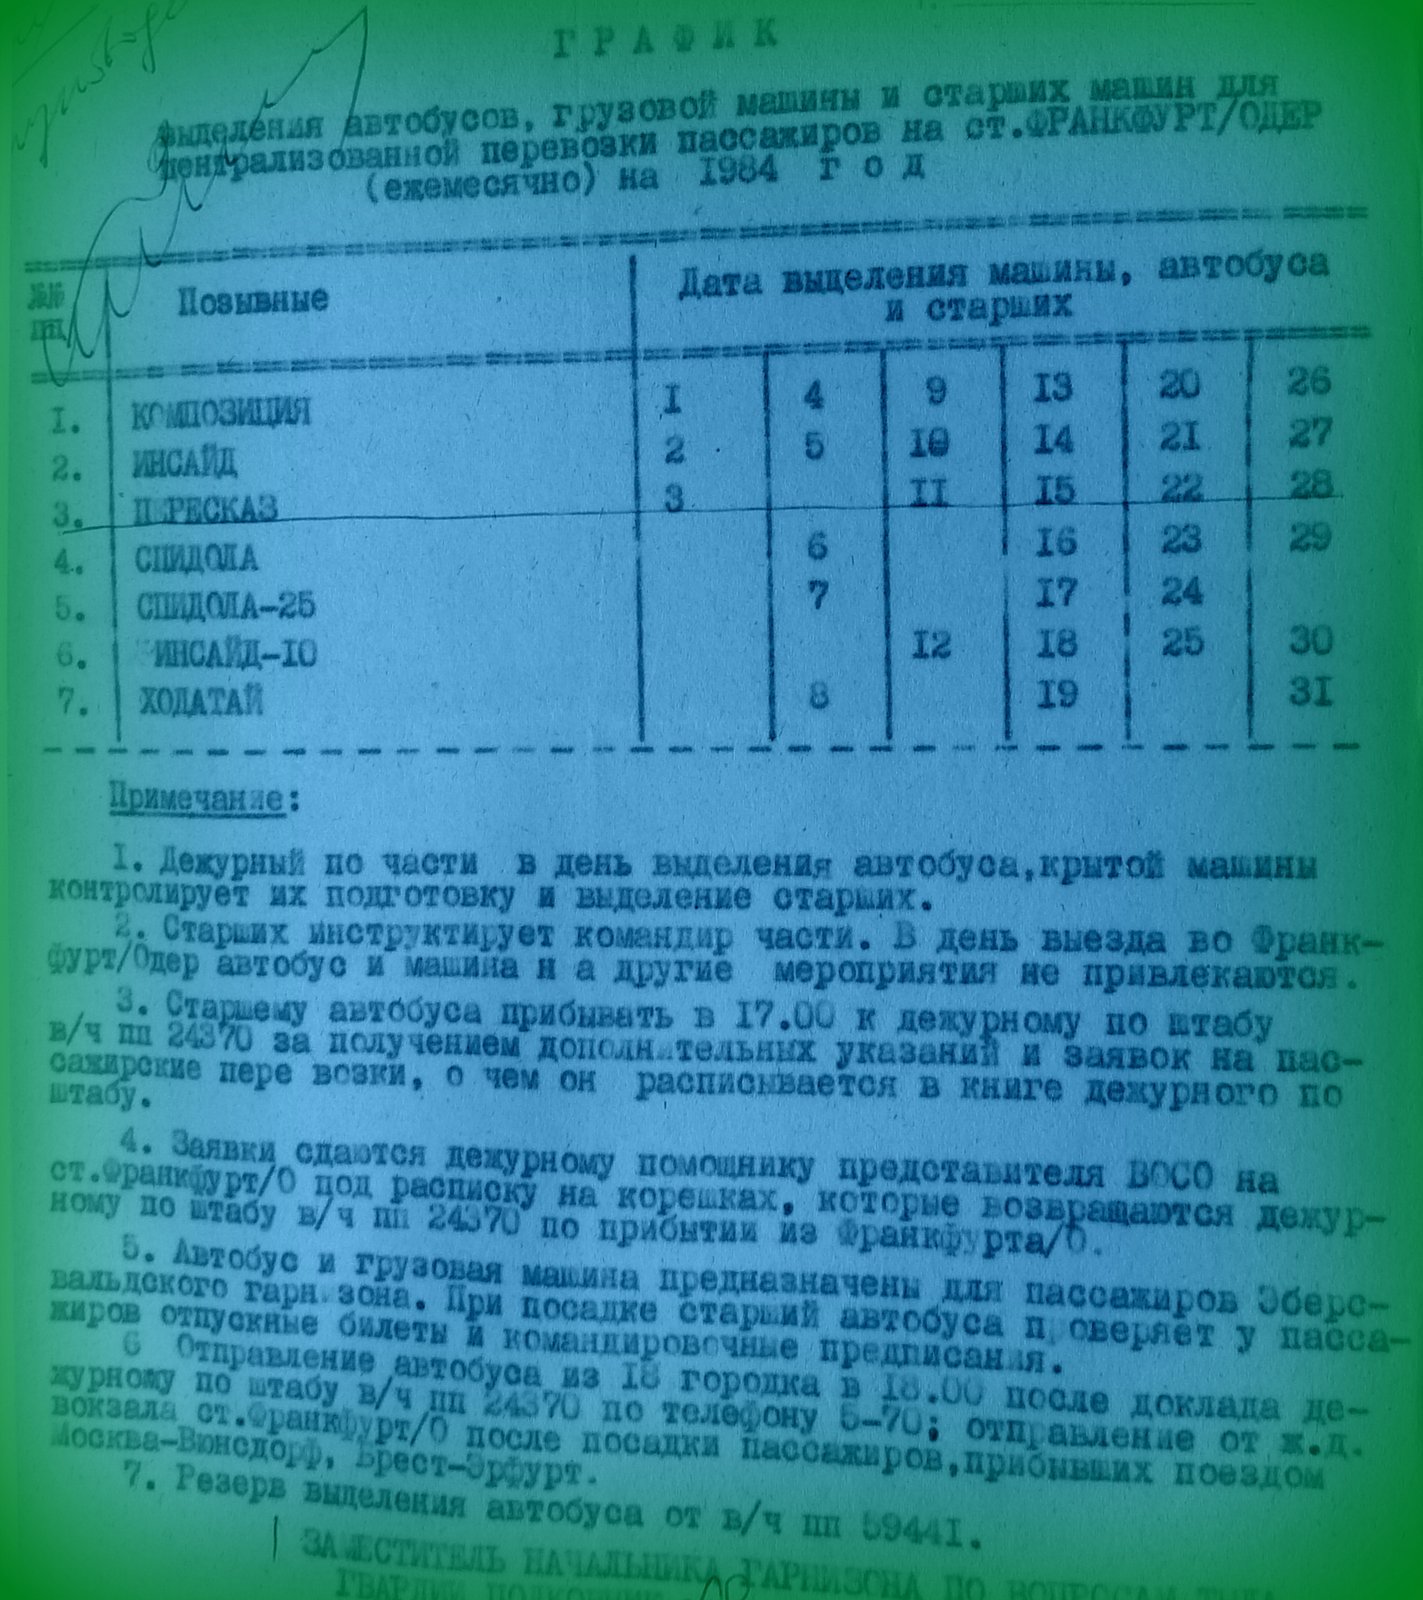 ГРАФИК
выделения автобусов, грузовой машины и старших машин для
централизованной перевозки пассажиров на ст.ФРАНКФУРТ/ОДЕР
(ежемесячно) на 1984 г о д
№№ Позывные Дата выделения машины, автобуса
пп и старших
1. КОМПОЗИЦИЯ 1 4 9 13 20 26
2. ИНСАЙД 2 5 10 14 21 27
3. ПЕРЕСКАЗ 3 11 15 22 28
4. СПИДОЛА 6 16 23 29
5. СПИДОЛА-25 7 17 24
6. ИНСАЙД-10 12 18 25 30
7. ХОДАТАЙ 8 19 31
Примечание:
1. Дежурный по части в день выделения автобуса,крытой машины
контролирует их подготовку и выделение старших.
2. Старших инструктирует командир части. В день выезда во Франк-
фурт/Одер автобус и машина н а другие мероприятия не привлекаются.
3. Старшему автобуса прибывать в 17.00 к дежурному по штабу
в/ч пп 24370 за получением дополнительных указаний и заявок на пас-
сажирские пере возки, о чем он расписывается в книге дежурного по
штабу.
4. Заявки сдаются дежурному помощнику представителя ВОСО на
ст.Франкфурт/О под расписку на корешках, которые возвращаются дежур-
ному по штабу в/ч пп 24370 по прибытии из Франкфурта/О.
5. Автобус и грузовая машина предназначены для пассажиров Эберс-
вальдского гарнизона. При посадке старший автобуса проверяет у пасса-
жиров отпускные билеты и командировочные предписания.
6 Отправление автобуса из 18 городка в 18.00 после доклада де-
журному по штабу в/ч пп 24370 по телефону 5-70; отправление от ж.д.
вокзала ст.Франкфурт/О после посадки пассажиров,прибывших поездом
Москва-Вюнсдорф, Брест-Эрфурт.
7. Резерв выделения автобуса от в/ч пп 59441.
ЗАМЕСТИТЕЛЬ НАЧАЛЬНИКА ГАРНИЗОНА ПО ВОПРОСАМ
ГВАРДИИ